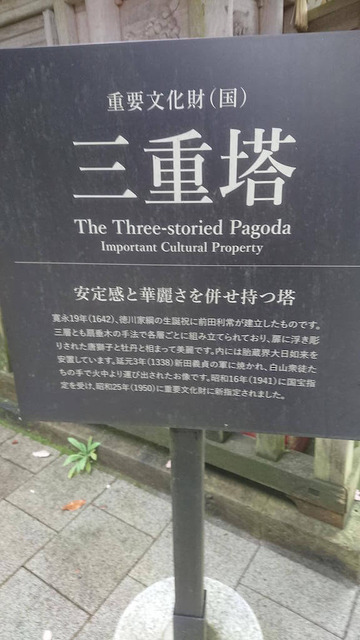 重要文化財(国)
三重塔
The Three-storied Pagoda
Important Cultural Property
安定感と華麗さを併せ持つ塔
寛永19年(1642)、徳川家綱の生誕祝に前田利常が建立したものです。
三層とも扇垂木の手法で各層ごとに組み立てられており、扉に浮き彫
りされた唐獅子と牡丹と相まって美麗です。内には胎蔵界大日如来を
安置しています。延元3年(1338)新田義貞の軍に焼かれ、白山衆徒た
ちの手で火中より運び出されたお像です。昭和16年(1941)に国宝指
定を受け、昭和25年(1950)に重要文化財に新指定されました。